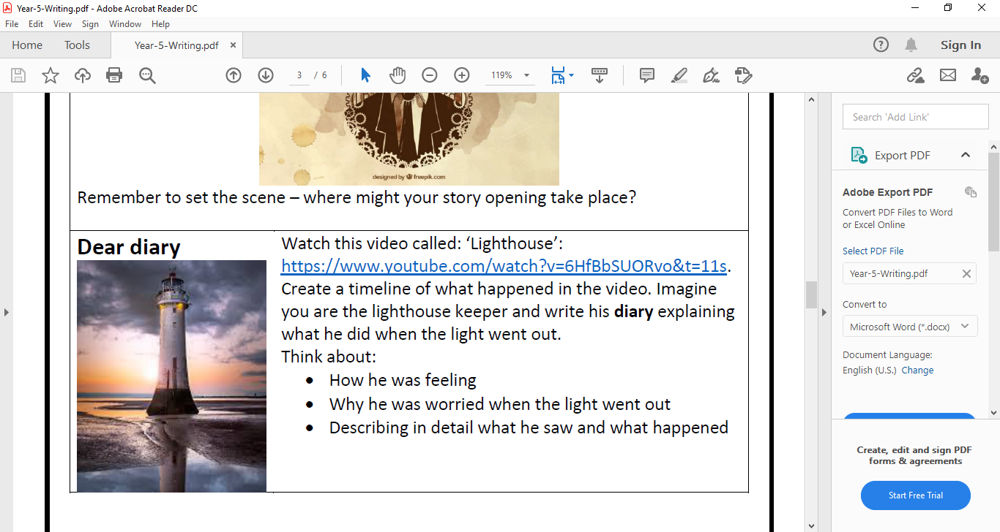 Year-5-Writing.pdf - Adobe Acrobat Reader DC
File Edit View Sign Window Help
Home Tools Year-5-Writing.pdf × Sign In
3 / 6 119%
designed by freepik.com
Remember to set the scene – where might your story opening take place?
Dear diary
Watch this video called: ‘Lighthouse’:
https://www.youtube.com/watch?v=6HfBbSUORvo&t=11s.
Create a timeline of what happened in the video. Imagine
you are the lighthouse keeper and write his diary explaining
what he did when the light went out.
Think about:
• How he was feeling
• Why he was worried when the light went out
• Describing in detail what he saw and what happened
Search 'Add Link'
Export PDF
Adobe Export PDF
Convert PDF Files to Word
or Excel Online
Select PDF File
Year-5-Writing.pdf
Convert to
Microsoft Word (*.docx)
Document Language:
English (U.S.) Change
Create, edit and sign PDF
forms & agreements
Start Free Trial